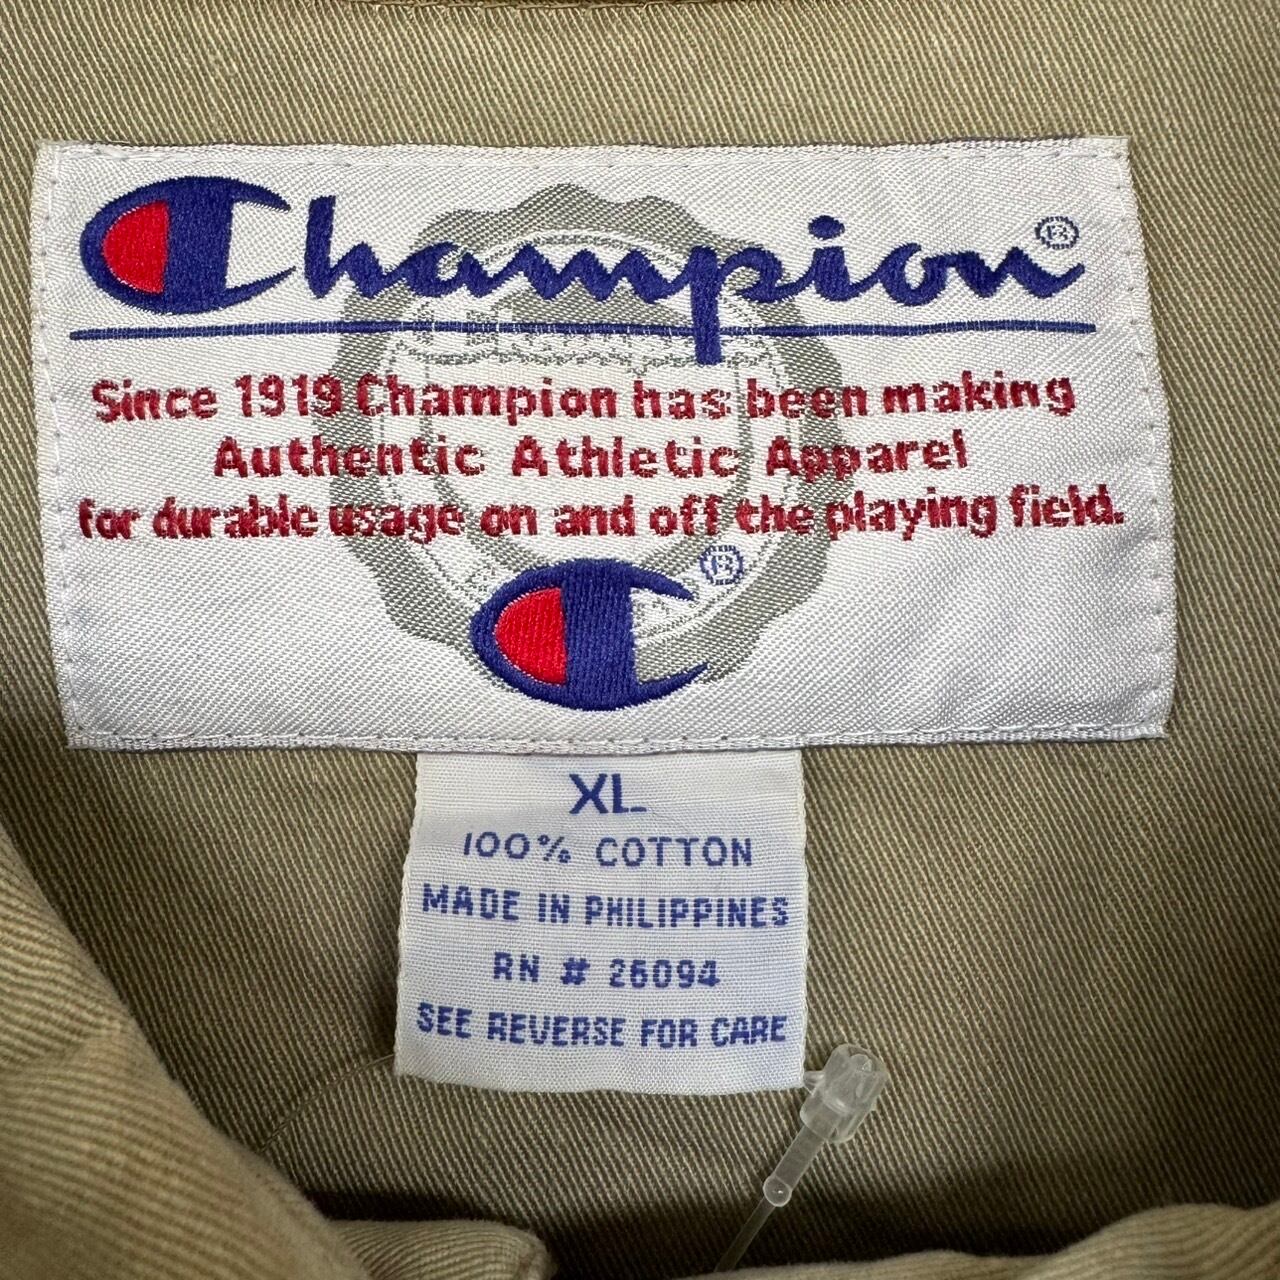 Champion®
Since 1919 Champion has been making
Authentic Athletic Apparel
for durable usage on and off the playing field.
®
XL
100% COTTON
MADE IN PHILIPPINES
RN # 26094
SEE REVERSE FOR CARE